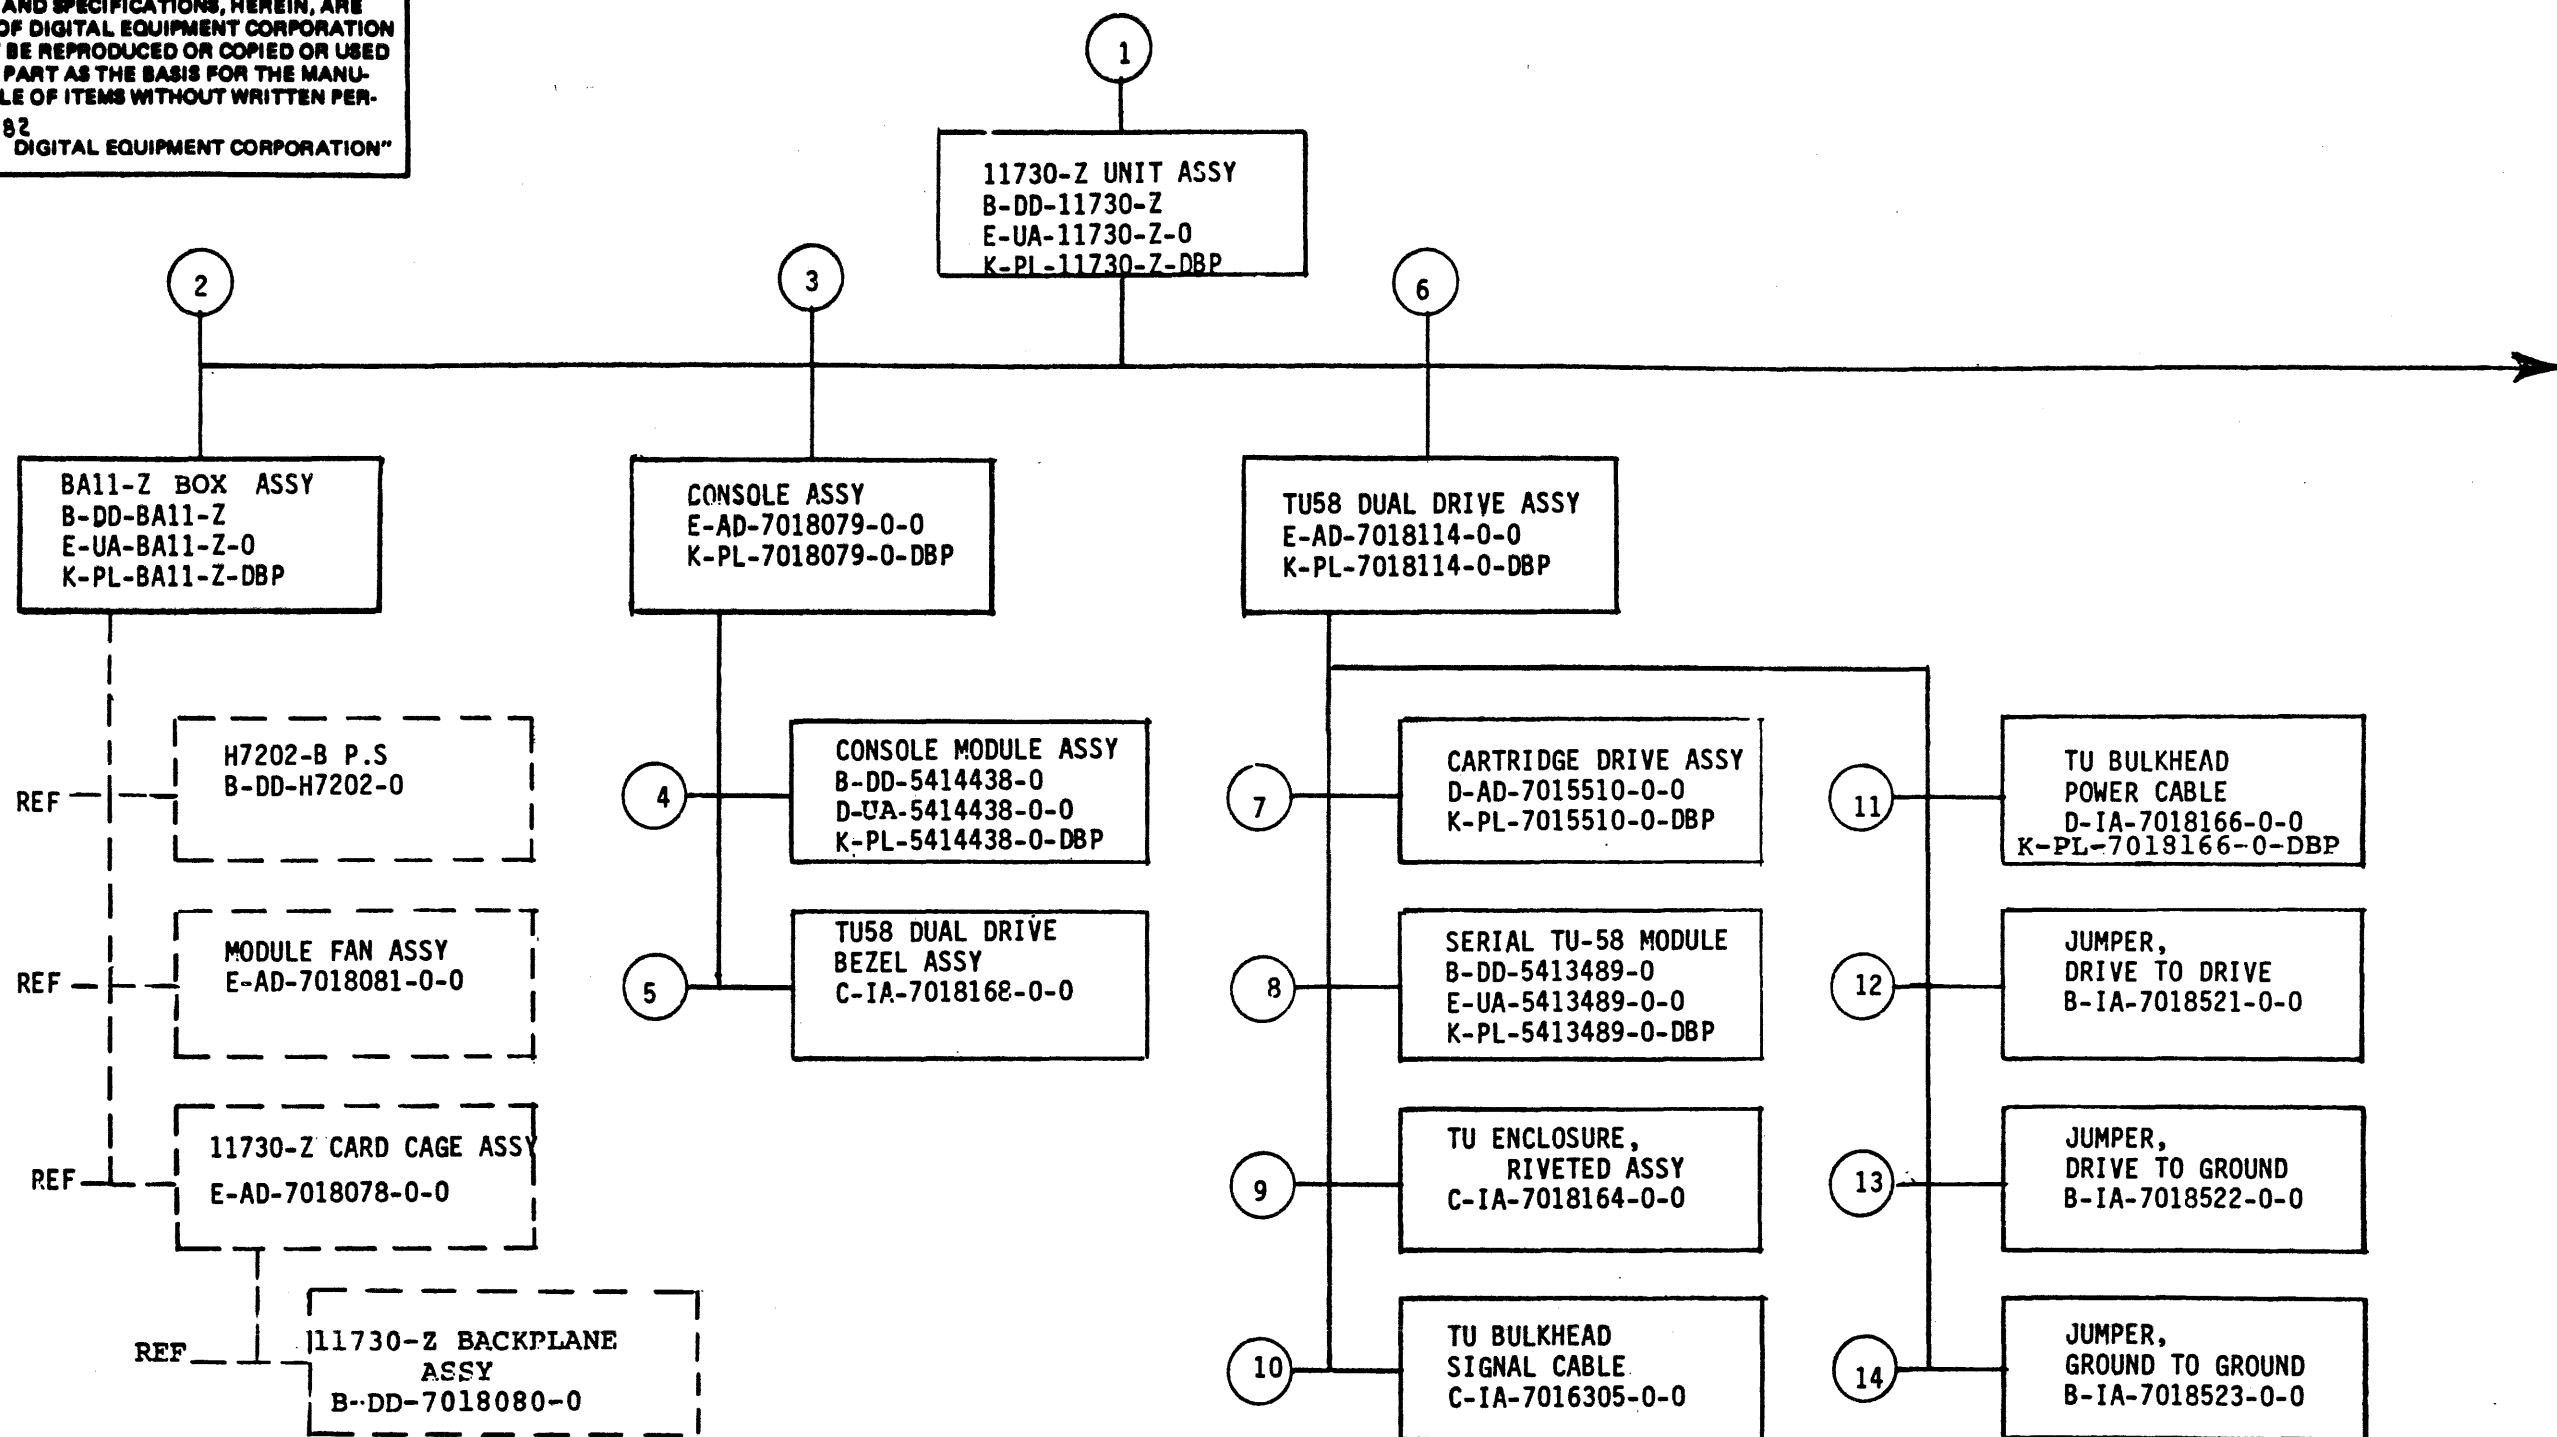 AND SPECIFICATIONS, HEREIN, ARE
OF DIGITAL EQUIPMENT CORPORATION
BE REPRODUCED OR COPIED OR USED
PART AS THE BASIS FOR THE MANU-
LE OF ITEMS WITHOUT WRITTEN PER-
82
DIGITAL EQUIPMENT CORPORATION"
1
11730-Z UNIT ASSY
B-DD-11730-Z
E-UA-11730-Z-0
K-PL-11730-Z-DBP
2
3
6
BA11-Z BOX ASSY
B-DD-BA11-Z
E-UA-BA11-Z-0
K-PL-BA11-Z-DBP
CONSOLE ASSY
E-AD-7018079-0-0
K-PL-7018079-0-DBP
TU58 DUAL DRIVE ASSY
E-AD-7018114-0-0
K-PL-7018114-0-DBP
REF
H7202-B P.S
B-DD-H7202-0
REF
MODULE FAN ASSY
E-AD-7018081-0-0
REF
11730-Z CARD CAGE ASSY
E-AD-7018078-0-0
REF
11730-Z BACKPLANE
ASSY
B-DD-7018080-0
4
CONSOLE MODULE ASSY
B-DD-5414438-0
D-UA-5414438-0-0
K-PL-5414438-0-DBP
5
TU58 DUAL DRIVE
BEZEL ASSY
C-IA-7018168-0-0
7
CARTRIDGE DRIVE ASSY
D-AD-7015510-0-0
K-PL-7015510-0-DBP
8
SERIAL TU-58 MODULE
B-DD-5413489-0
E-UA-5413489-0-0
K-PL-5413489-0-DBP
9
TU ENCLOSURE,
RIVETED ASSY
C-IA-7018164-0-0
10
TU BULKHEAD
SIGNAL CABLE
C-IA-7016305-0-0
11
TU BULKHEAD
POWER CABLE
D-IA-7018166-0-0
K-PL-7018166-0-DBP
12
JUMPER,
DRIVE TO DRIVE
B-IA-7018521-0-0
13
JUMPER,
DRIVE TO GROUND
B-IA-7018522-0-0
14
JUMPER,
GROUND TO GROUND
B-IA-7018523-0-0